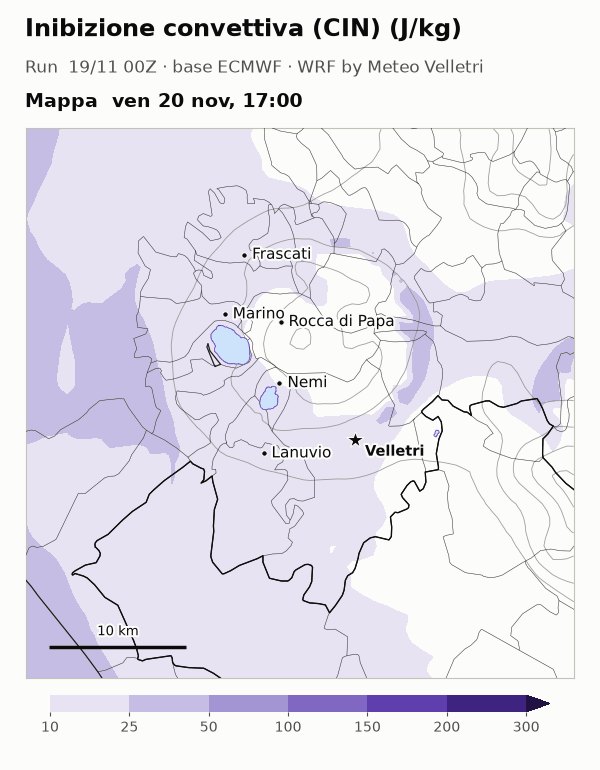 Inibizione convettiva (CIN) (J/kg)
Run  19/11 00Z · base ECMWF · WRF by Meteo Velletri
Mappa  ven 20 nov, 17:00
Frascati
Marino
Rocca di Papa
Nemi
Velletri
Lanuvio
10 km
10 25 50 100 150 200 300